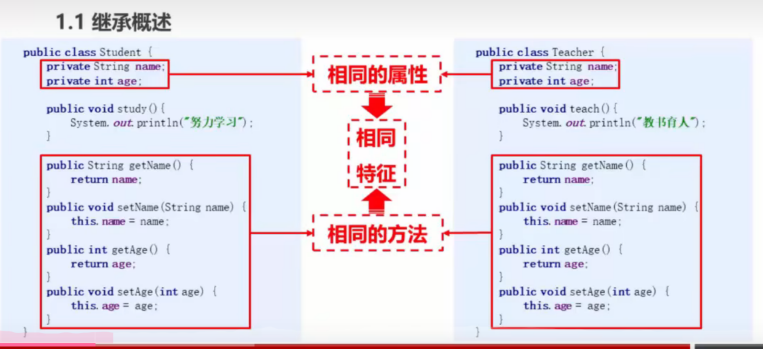 1.1 继承概述
public class Student {
private String name;
private int age;
public void study(){
System.out.println("努力学习");
}
public String getName() {
return name;
}
public void setName(String name) {
this.name = name;
}
public int getAge() {
return age;
}
public void setAge(int age) {
this.age = age;
}
}
相同的属性
相同
特征
相同的方法
public class Teacher {
private String name;
private int age;
public void teach(){
System.out.println("教书育人");
}
public String getName() {
return name;
}
public void setName(String name) {
this.name = name;
}
public int getAge() {
return age;
}
public void setAge(int age) {
this.age = age;
}
}